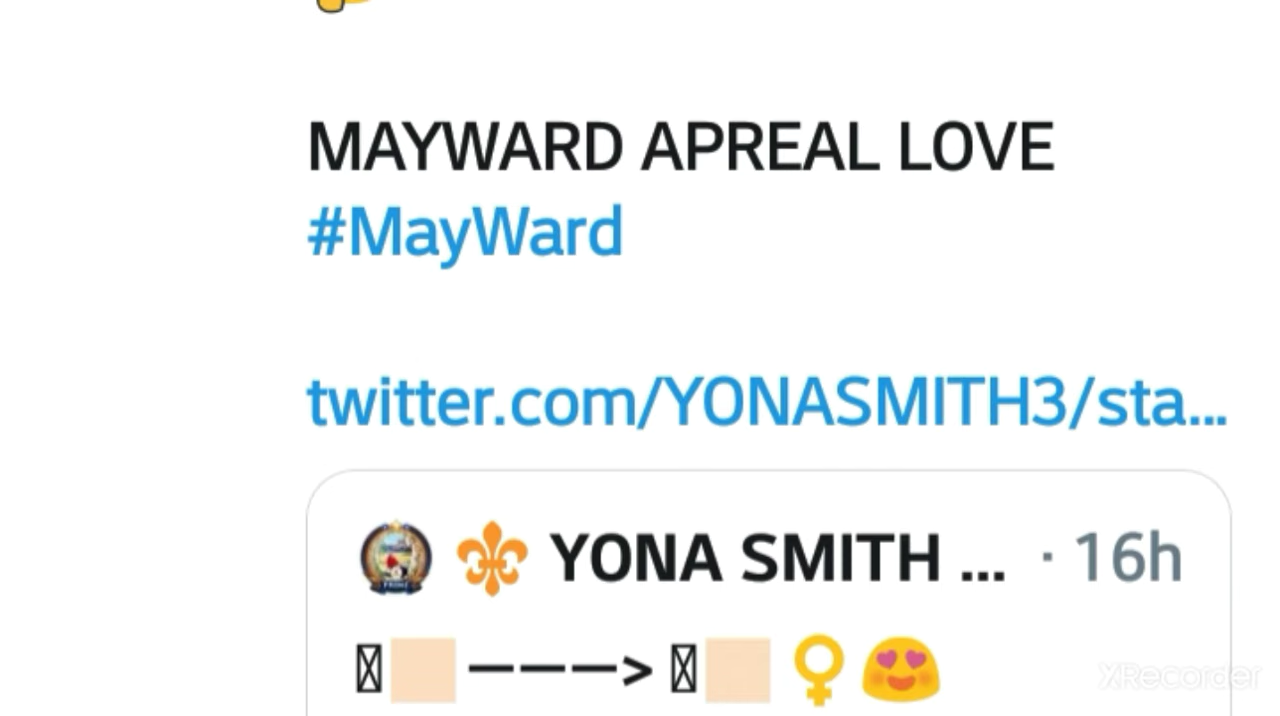 MAYWARD APREAL LOVE
#MayWard
twitter.com/YONASMITH3/sta...
⚜ YONA SMITH ... · 16h
———> ♀😍
XRecorder